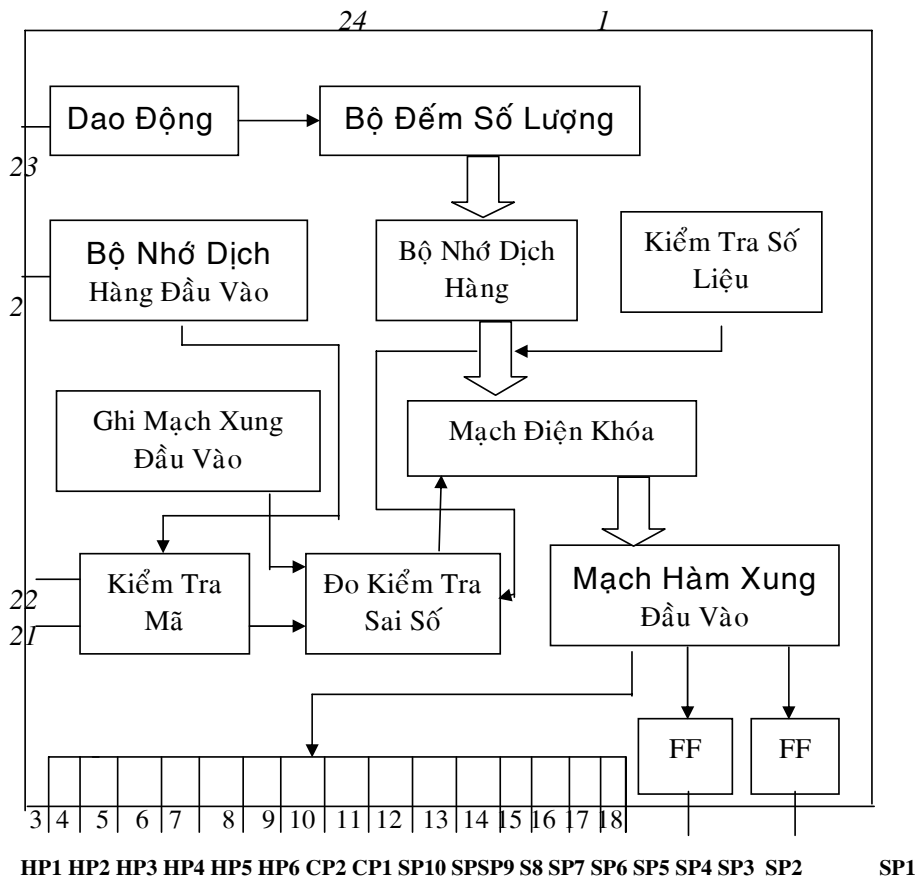 24 1
Dao Động
Bộ Đếm Số Lượng
23
Bộ Nhớ Dịch
Hàng Đầu Vào
2
Bộ Nhớ Dịch
Hàng
Kiểm Tra Số
Liệu
Ghi Mạch Xung
Đầu Vào
Mạch Điện Khóa
22
21
Kiểm Tra
Mã
Đo Kiểm Tra
Sai Số
Mạch Hàm Xung
Đầu Vào
FF
FF
3 4 5 6 7 8 9 10 11 12 13 14 15 16 17 18
HP1 HP2 HP3 HP4 HP5 HP6 CP2 CP1 SP10 SPSP9 S8 SP7 SP6 SP5 SP4 SP3 SP2 SP1